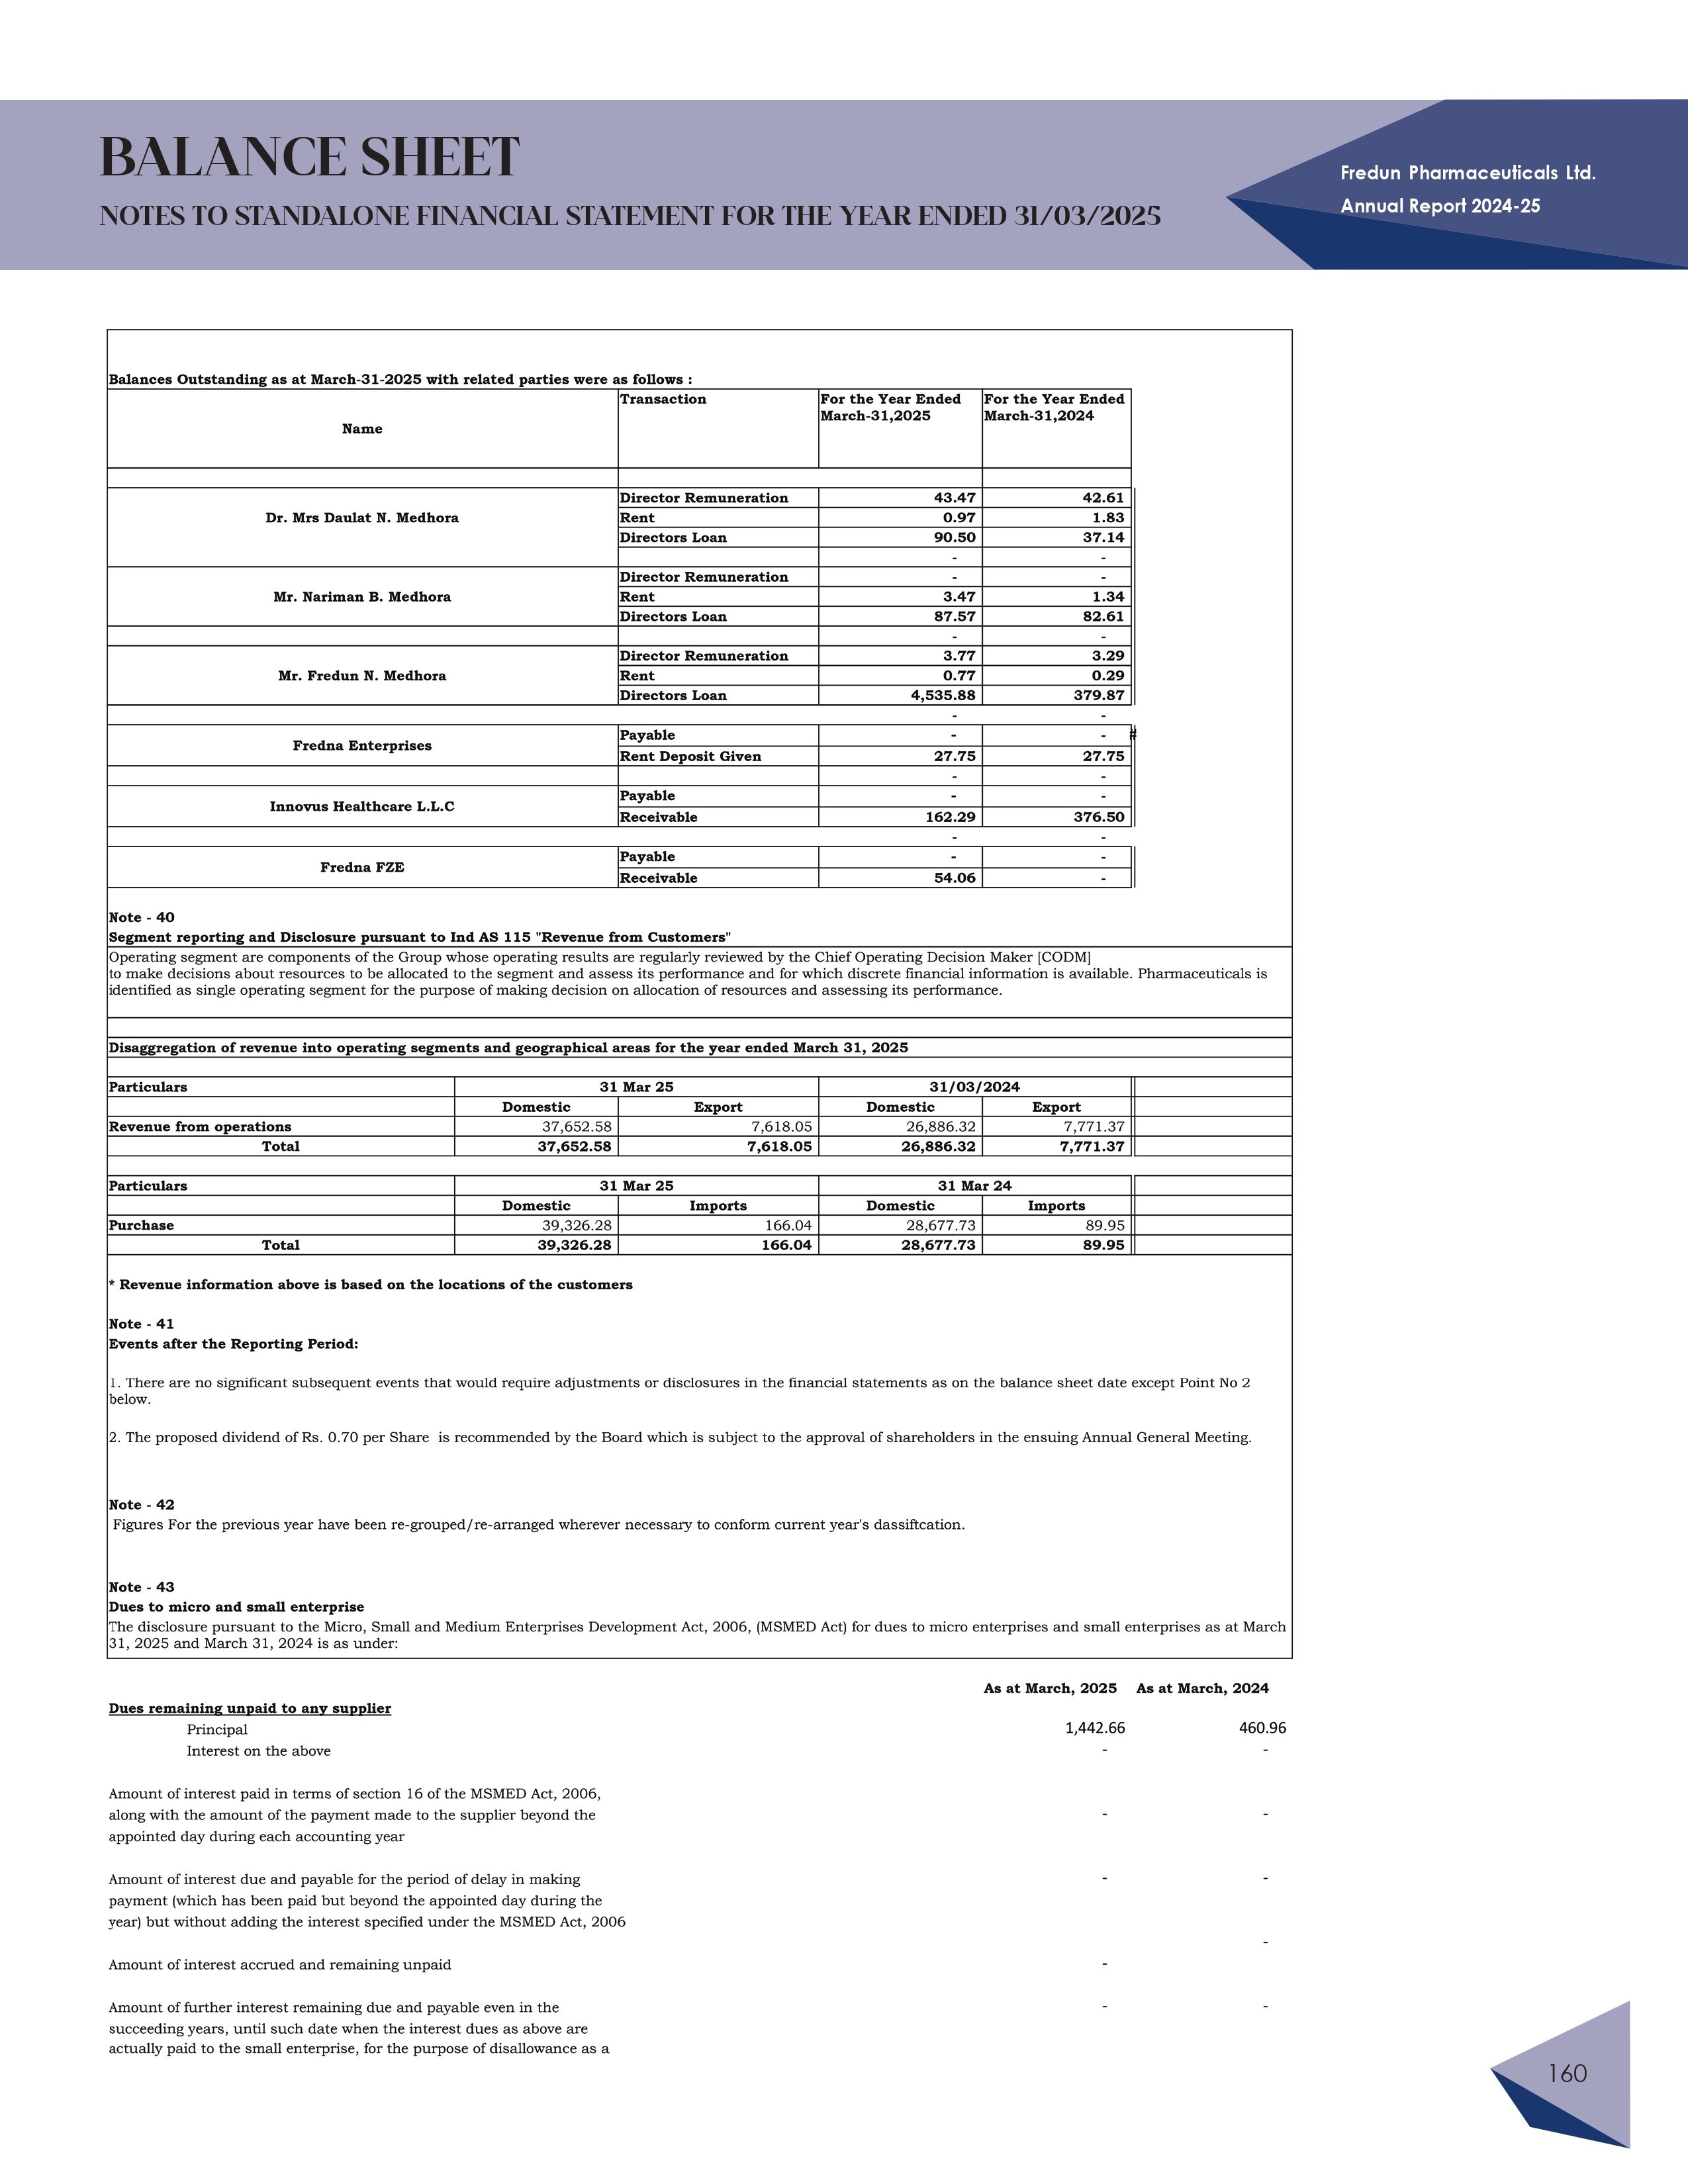 BALANCE SHEET
NOTES TO STANDALONE FINANCIAL STATEMENT FOR THE YEAR ENDED 31/03/2025
Fredun Pharmaceuticals Ltd.
Annual Report 2024-25
Balances Outstanding as at March-31-2025 with related parties were as follows :
Name Transaction For the Year Ended March-31,2025 For the Year Ended March-31,2024
Dr. Mrs Daulat N. Medhora
Director Remuneration 43.47 42.61
Rent 0.97 1.83
Directors Loan 90.50 37.14
- -
Mr. Nariman B. Medhora
Director Remuneration - -
Rent 3.47 1.34
Directors Loan 87.57 82.61
- -
Mr. Fredun N. Medhora
Director Remuneration 3.77 3.29
Rent 0.77 0.29
Directors Loan 4,535.88 379.87
- -
Fredna Enterprises
Payable - - #
Rent Deposit Given 27.75 27.75
- -
Innovus Healthcare L.L.C
Payable - -
Receivable 162.29 376.50
- -
Fredna FZE
Payable - -
Receivable 54.06 -
Note - 40
Segment reporting and Disclosure pursuant to Ind AS 115 "Revenue from Customers"
Operating segment are components of the Group whose operating results are regularly reviewed by the Chief Operating Decision Maker [CODM]
to make decisions about resources to be allocated to the segment and assess its performance and for which discrete financial information is available. Pharmaceuticals is
identified as single operating segment for the purpose of making decision on allocation of resources and assessing its performance.
Disaggregation of revenue into operating segments and geographical areas for the year ended March 31, 2025
Particulars 31 Mar 25 31/03/2024
Domestic Export Domestic Export
Revenue from operations 37,652.58 7,618.05 26,886.32 7,771.37
Total 37,652.58 7,618.05 26,886.32 7,771.37
Particulars 31 Mar 25 31 Mar 24
Domestic Imports Domestic Imports
Purchase 39,326.28 166.04 28,677.73 89.95
Total 39,326.28 166.04 28,677.73 89.95
* Revenue information above is based on the locations of the customers
Note - 41
Events after the Reporting Period:
1. There are no significant subsequent events that would require adjustments or disclosures in the financial statements as on the balance sheet date except Point No 2
below.
2. The proposed dividend of Rs. 0.70 per Share is recommended by the Board which is subject to the approval of shareholders in the ensuing Annual General Meeting.
Note - 42
Figures For the previous year have been re-grouped/re-arranged wherever necessary to conform current year's dassiftcation.
Note - 43
Dues to micro and small enterprise
The disclosure pursuant to the Micro, Small and Medium Enterprises Development Act, 2006, (MSMED Act) for dues to micro enterprises and small enterprises as at March
31, 2025 and March 31, 2024 is as under:
As at March, 2025 As at March, 2024
Dues remaining unpaid to any supplier
Principal 1,442.66 460.96
Interest on the above - -
Amount of interest paid in terms of section 16 of the MSMED Act, 2006,
along with the amount of the payment made to the supplier beyond the - -
appointed day during each accounting year
Amount of interest due and payable for the period of delay in making - -
payment (which has been paid but beyond the appointed day during the
year) but without adding the interest specified under the MSMED Act, 2006
-
Amount of interest accrued and remaining unpaid -
Amount of further interest remaining due and payable even in the - -
succeeding years, until such date when the interest dues as above are
actually paid to the small enterprise, for the purpose of disallowance as a
160